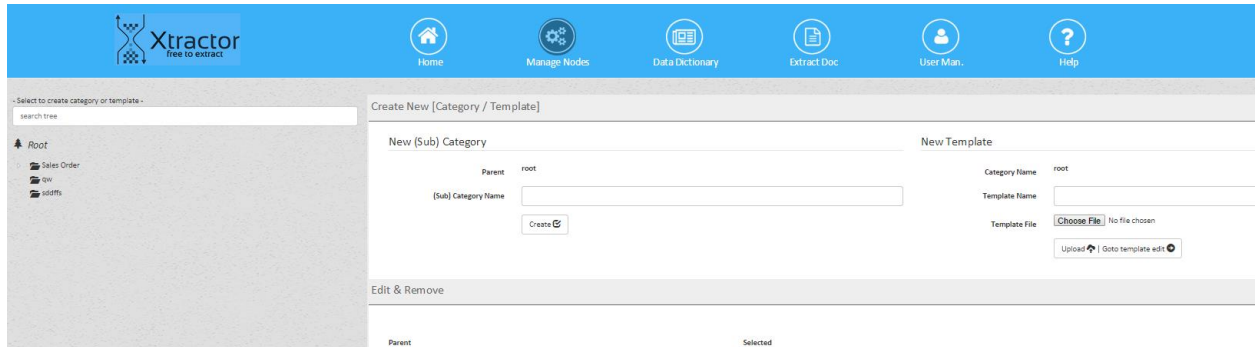 Xtractor
free to extract
Home
Manage Nodes
Data Dictionary
Extract Doc
User Man.
Help
- Select to create category or template -
search tree
Root
Sales Order
qw
sddffs
Create New [Category / Template]
New (Sub) Category
Parent root
(Sub) Category Name
Create
New Template
Category Name root
Template Name
Template File Choose File No file chosen
Upload | Goto template edit
Edit & Remove
Parent Selected